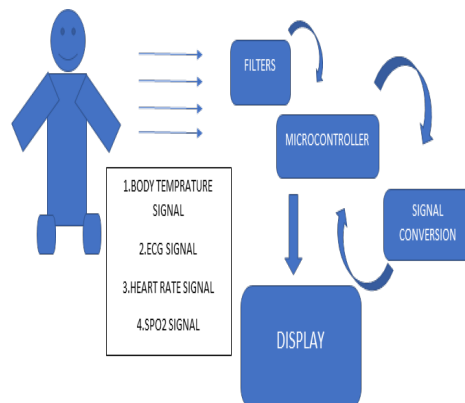 FILTERS
MICROCONTROLLER
1.BODY TEMPRATURE
SIGNAL
2.ECG SIGNAL
3.HEART RATE SIGNAL
4.SPO2 SIGNAL
SIGNAL
CONVERSION
DISPLAY